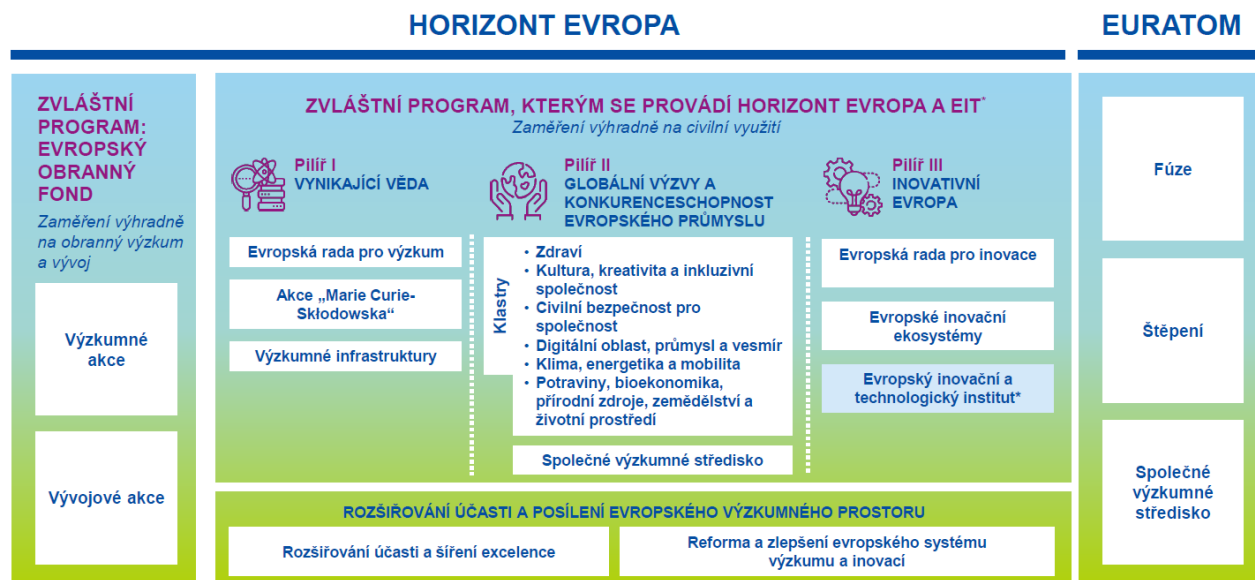 HORIZONT EVROPA
EURATOM
ZVLÁŠTNÍ
PROGRAM:
EVROPSKÝ
OBRANNÝ
FOND
Zaměření výhradně
na obranný výzkum
a vývoj
Výzkumné
akce
Vývojové akce
ZVLÁŠTNÍ PROGRAM, KTERÝM SE PROVÁDÍ HORIZONT EVROPA A EIT*
Zaměření výhradně na civilní využití
Pilíř I
VYNIKAJÍCÍ VĚDA
Evropská rada pro výzkum
Akce „Marie Curie-
Skłodowska“
Výzkumné infrastruktury
Pilíř II
GLOBÁLNÍ VÝZVY A
KONKURENCESCHOPNOST
EVROPSKÉHO PRŮMYSLU
Klastry
• Zdraví
• Kultura, kreativita a inkluzivní
společnost
• Civilní bezpečnost pro
společnost
• Digitální oblast, průmysl a vesmír
• Klima, energetika a mobilita
• Potraviny, bioekonomika,
přírodní zdroje, zemědělství a
životní prostředí
Společné výzkumné středisko
Pilíř III
INOVATIVNÍ
EVROPA
Evropská rada pro inovace
Evropské inovační
ekosystémy
Evropský inovační a
technologický institut*
ROZŠIŘOVÁNÍ ÚČASTI A POSÍLENÍ EVROPSKÉHO VÝZKUMNÉHO PROSTORU
Rozšiřování účasti a šíření excelence
Reforma a zlepšení evropského systému
výzkumu a inovací
Fúze
Štěpení
Společné
výzkumné
středisko